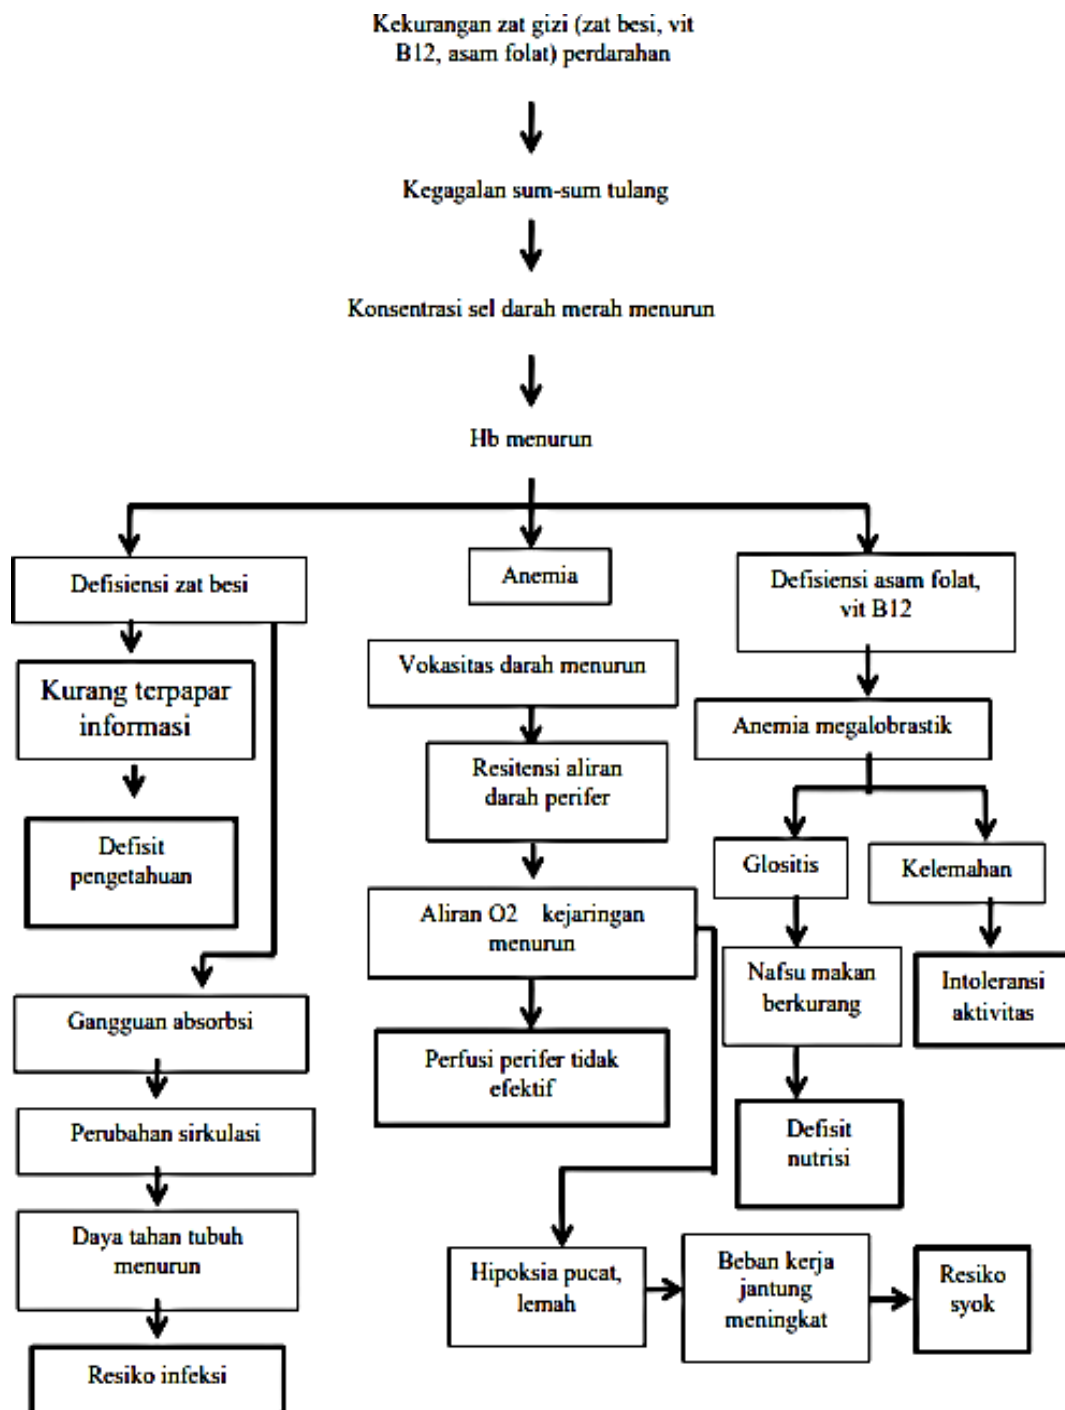 Kekurangan zat gizi (zat besi, vit
B12, asam folat) perdarahan
Kegagalan sum-sum tulang
Konsentrasi sel darah merah menurun
Hb menurun
Defisiensi zat besi
Anemia
Defisiensi asam folat,
vit B12
Kurang terpapar
informasi
Vokasitas darah menurun
Anemia megalobrastik
Defisit
pengetahuan
Resitensi aliran
darah perifer
Glositis
Kelemahan
Aliran O2 kejaringan
menurun
Nafsu makan
berkurang
Intoleransi
aktivitas
Gangguan absorbsi
Perfusi perifer tidak
efektif
Perubahan sirkulasi
Defisit
nutrisi
Daya tahan tubuh
menurun
Hipoksia pucat,
lemah
Beban kerja
jantung
meningkat
Resiko
syok
Resiko infeksi